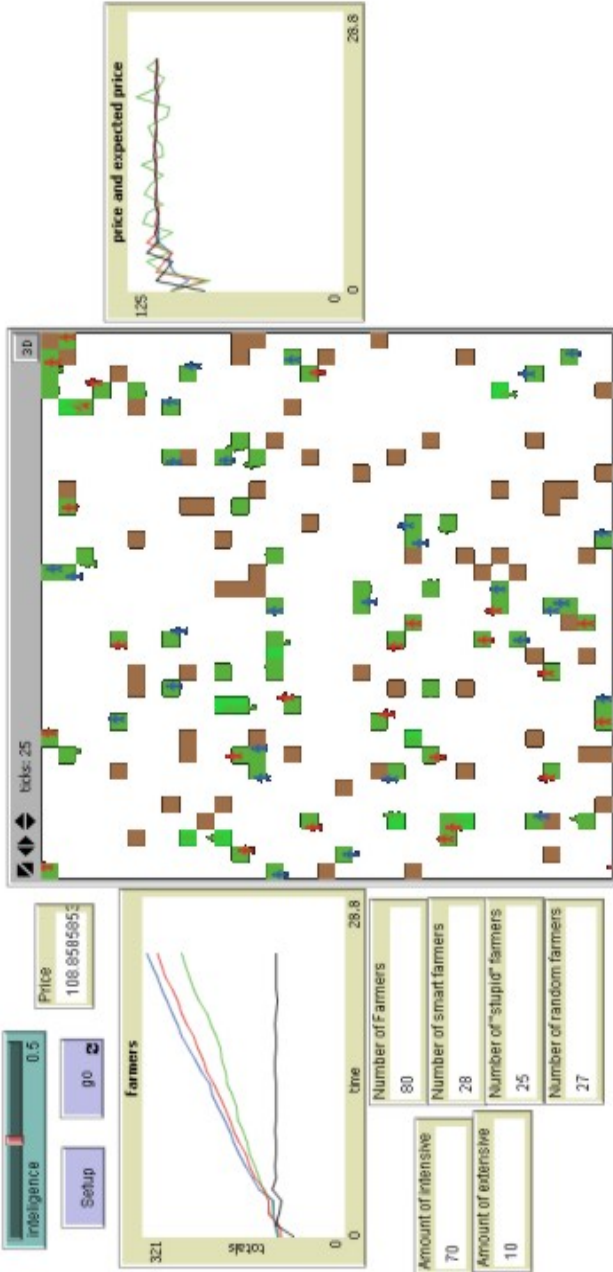 inteligence 0.5
Setup
go
Price
108.8585853
farmers
321
totals
0
0
time
28.8
Amount of intensive
70
Amount of extensive
10
Number of Farmers
80
Number of smart farmers
28
Number of "stupid" farmers
25
Number of random farmers
27
ticks: 25
3D
price and expected price
125
0
0
28.8